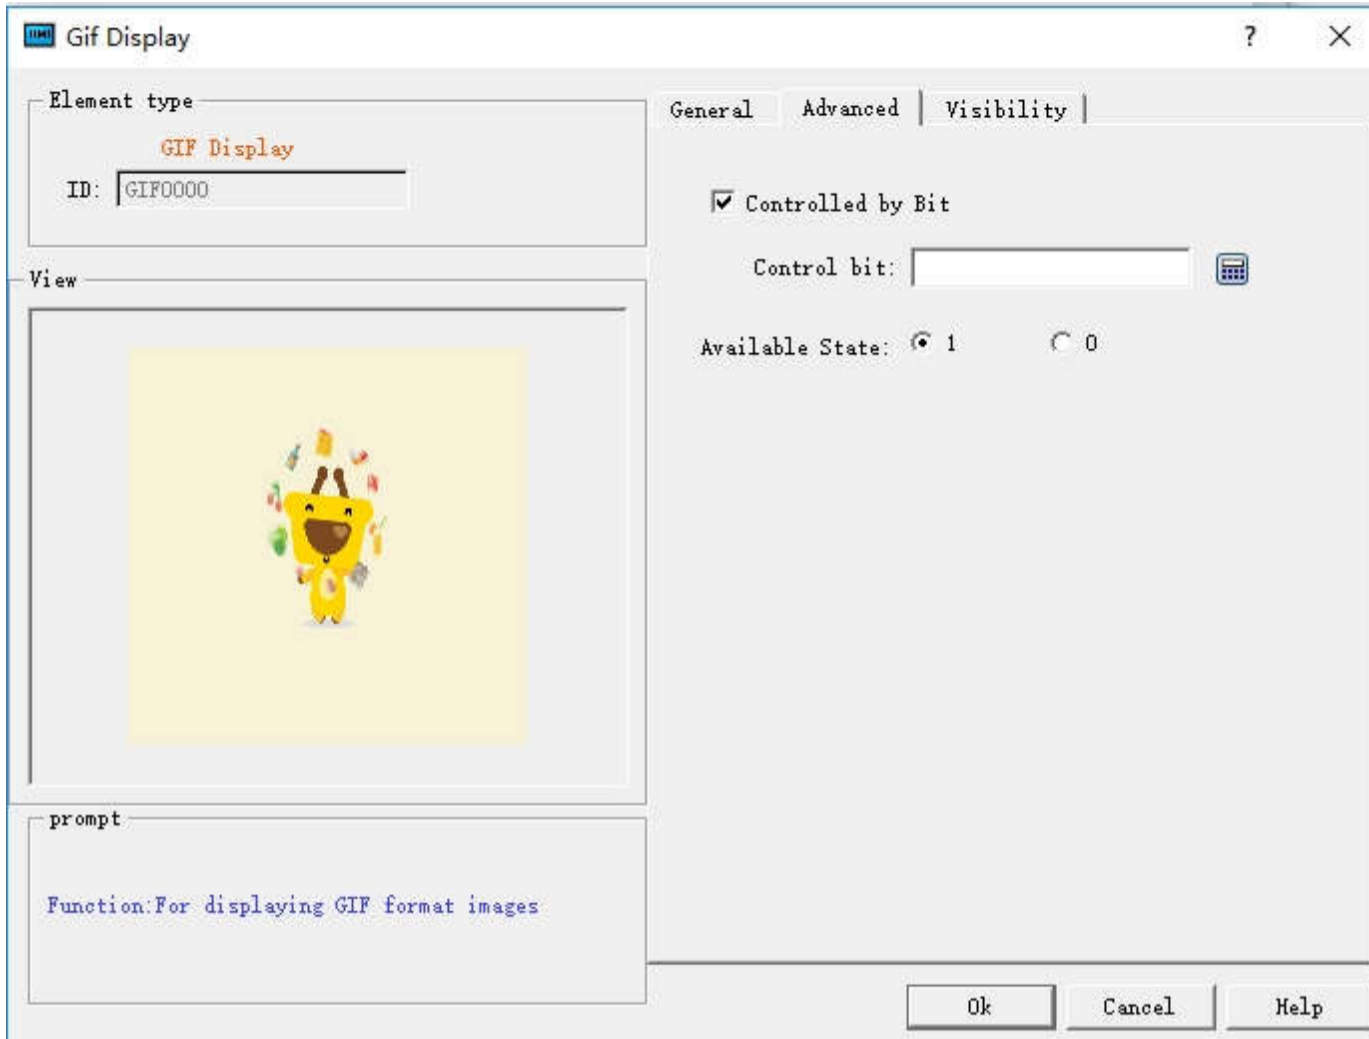 Gif Display
?
Element type
GIF Display
ID: GIF0000
View
prompt
Function:For displaying GIF format images
General Advanced Visibility
Controlled by Bit
Control bit:
Available State: 1 0
Ok Cancel Help